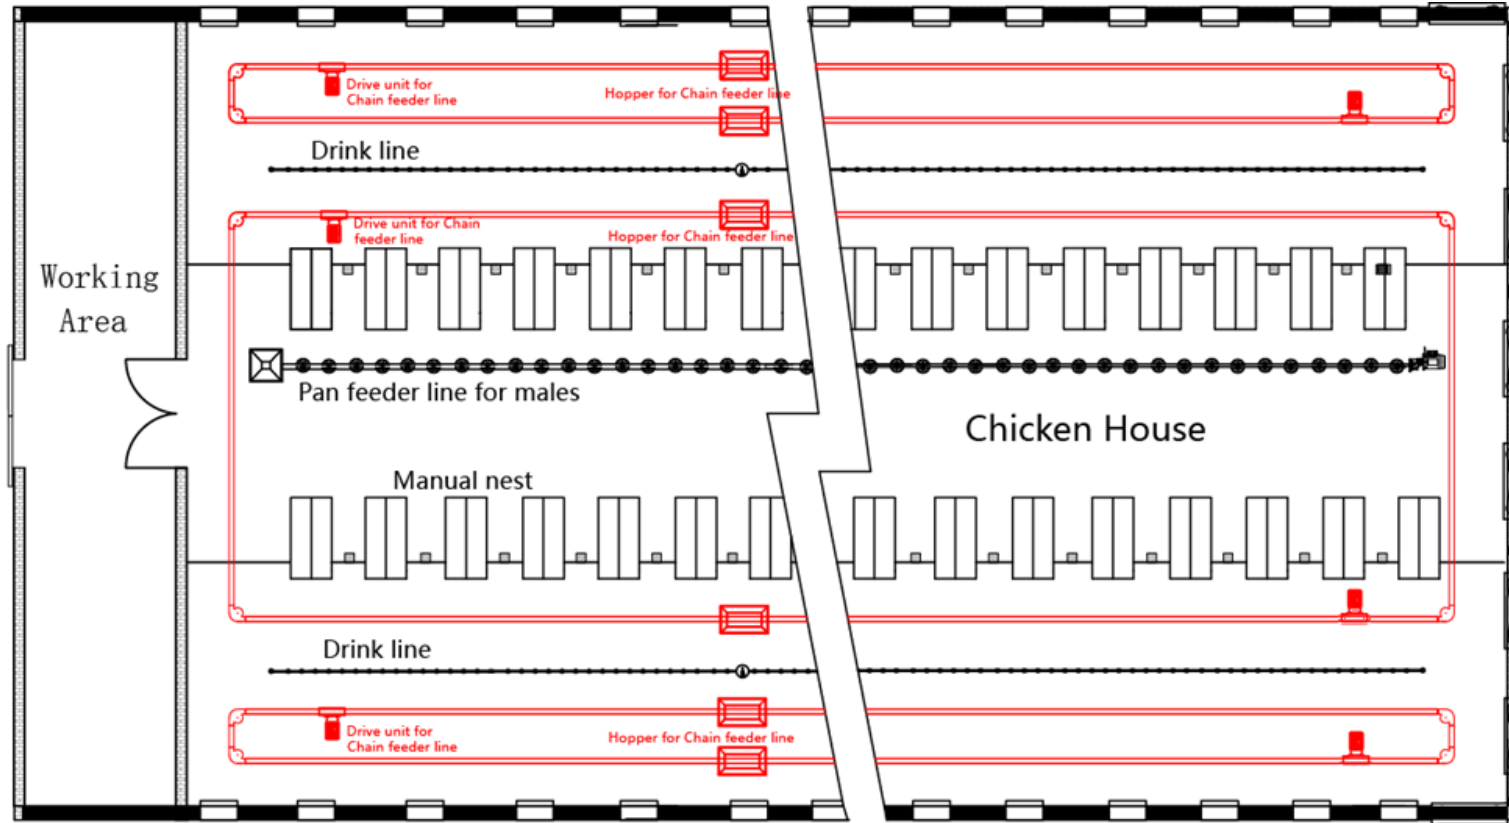 Drive unit for
Chain feeder line
Hopper for Chain feeder line
Drink line
Drive unit for Chain
feeder line
Hopper for Chain feeder line
Working
Area
Pan feeder line for males
Chicken House
Manual nest
Drink line
Drive unit for
Chain feeder line
Hopper for Chain feeder line